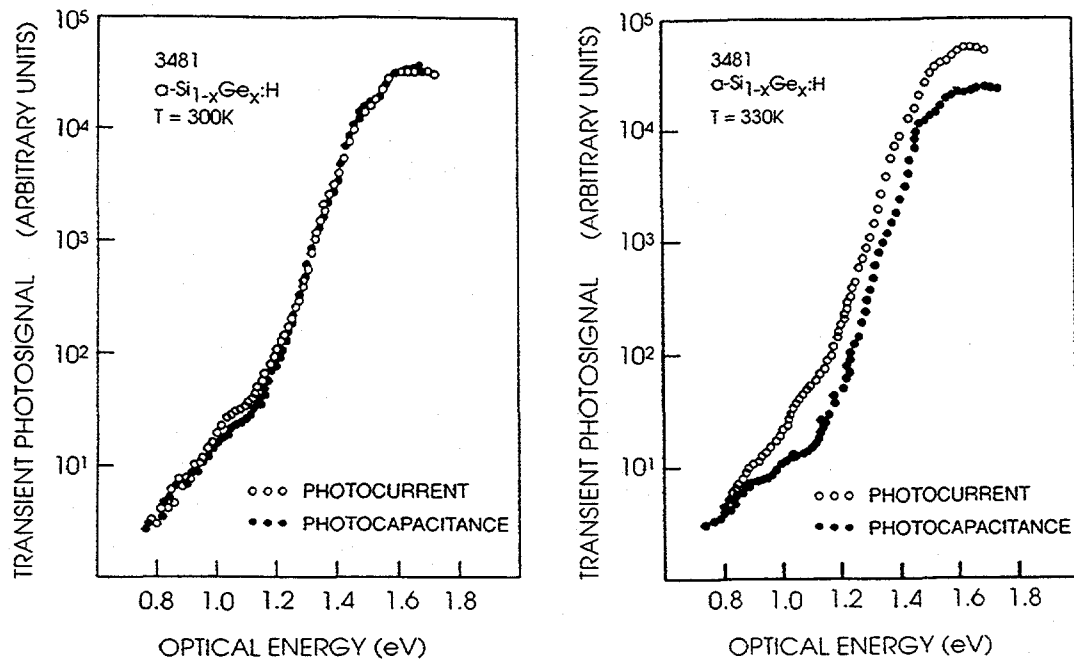 TRANSIENT PHOTOSIGNAL (ARBITRARY UNITS)
10⁵
10⁴
10³
10²
10¹
3481
a-Si₁₋ₓGeₓ:H
T = 300K
PHOTOCURRENT
PHOTOCAPACITANCE
0.8 1.0 1.2 1.4 1.6 1.8
OPTICAL ENERGY (eV)
TRANSIENT PHOTOSIGNAL (ARBITRARY UNITS)
10⁵
10⁴
10³
10²
10¹
3481
a-Si₁₋ₓGeₓ:H
T = 330K
PHOTOCURRENT
PHOTOCAPACITANCE
0.8 1.0 1.2 1.4 1.6 1.8
OPTICAL ENERGY (eV)